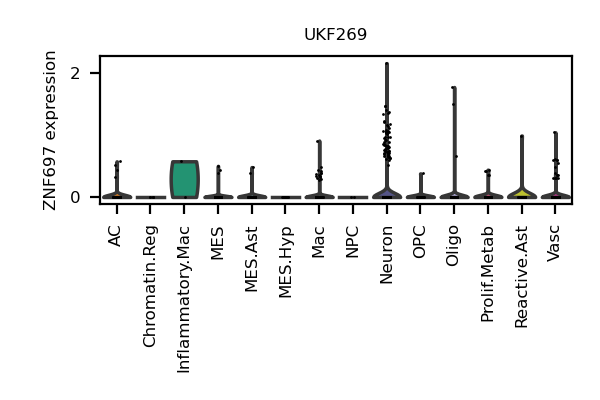 UKF269
ZNF697 expression
2
0
AC
Chromatin.Reg
Inflammatory.Mac
MES
MES.Ast
MES.Hyp
Mac
NPC
Neuron
OPC
Oligo
Prolif.Metab
Reactive.Ast
Vasc